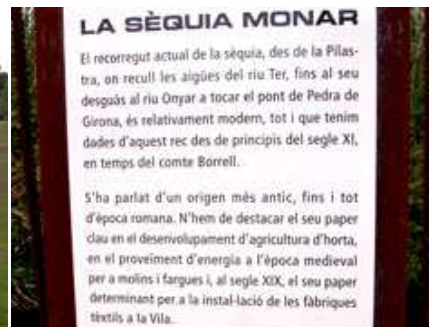 LA SÈQUIA MONAR
El recorregut actual de la sèquia, des de la Pilas-
tra, on recull les aigües del riu Ter, fins al seu
desguàs al riu Onyar a tocar el pont de Pedra de
Girona, és relativament modern, tot i que tenim
dades d'aquest rec des de principis del segle XI,
en temps del comte Borrell.
S'ha parlat d'un origen més antic, fins i tot
d'època romana. N'hem de destacar el seu paper
clau en el desenvolupament d'agricultura d'horta,
en el proveïment d'energia a l'època medieval
per a molins i fargues i, al segle XIX, el seu paper
determinant per a la instal·lació de les fàbriques
tèxtils a la Vila.